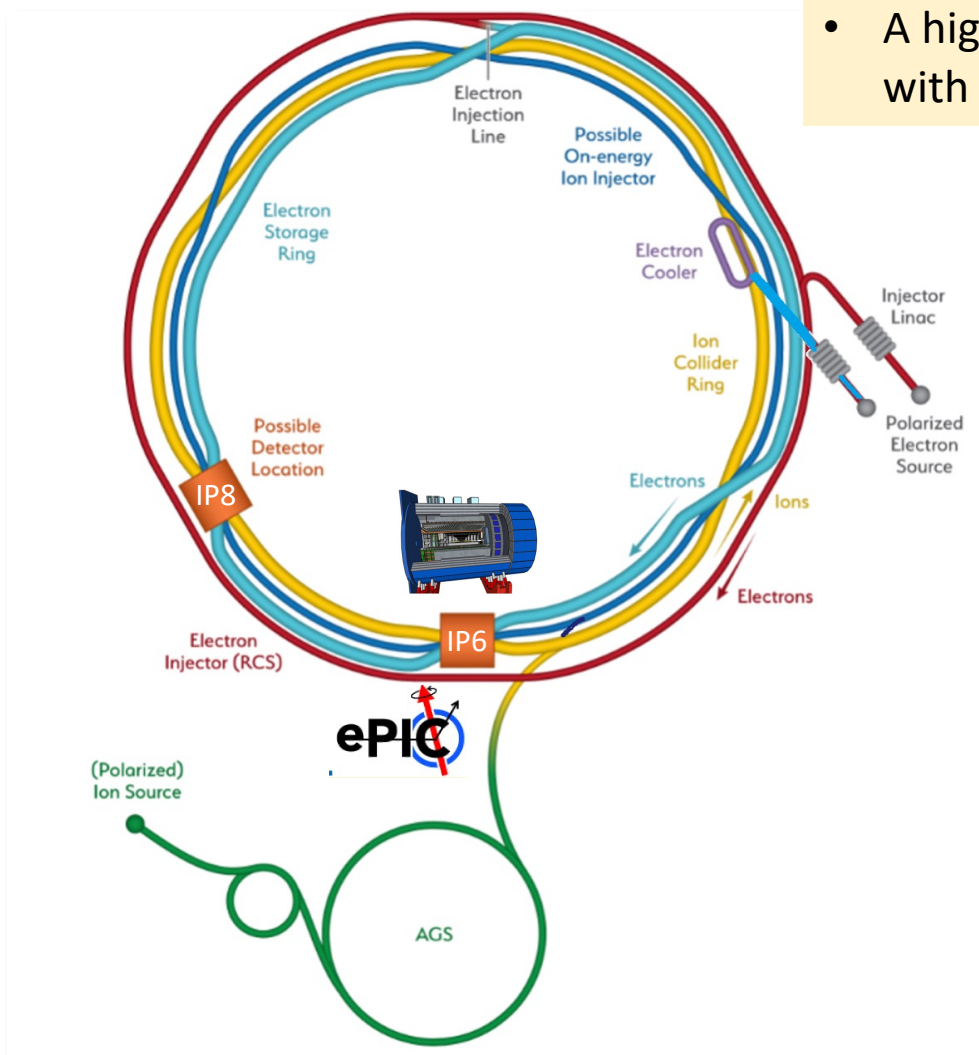 • A hig
with
Electron
Injection
Line
Possible
On-energy
Ion Injector
Electron
Storage
Ring
Electron
Cooler
Injector
Linac
Ion
Collider
Ring
Polarized
Electron
Source
Possible
Detector
Location
IP8
Electrons
Ions
Electrons
IP6
Electron
Injector (RCS)
ePIC
(Polarized)
Ion Source
AGS